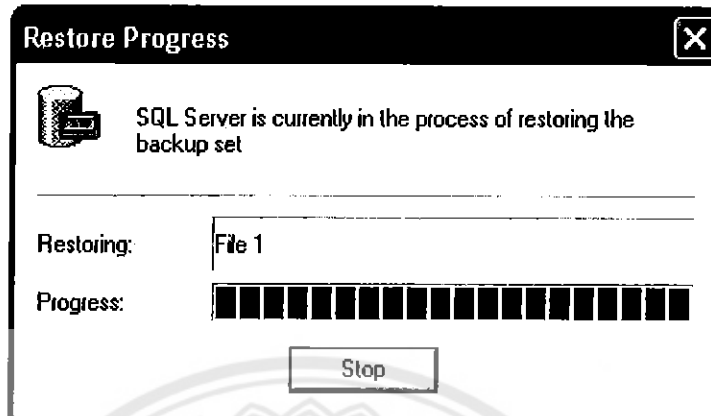 Restore Progress
SQL Server is currently in the process of restoring the
backup set
Restoring: File 1
Progress:
Stop